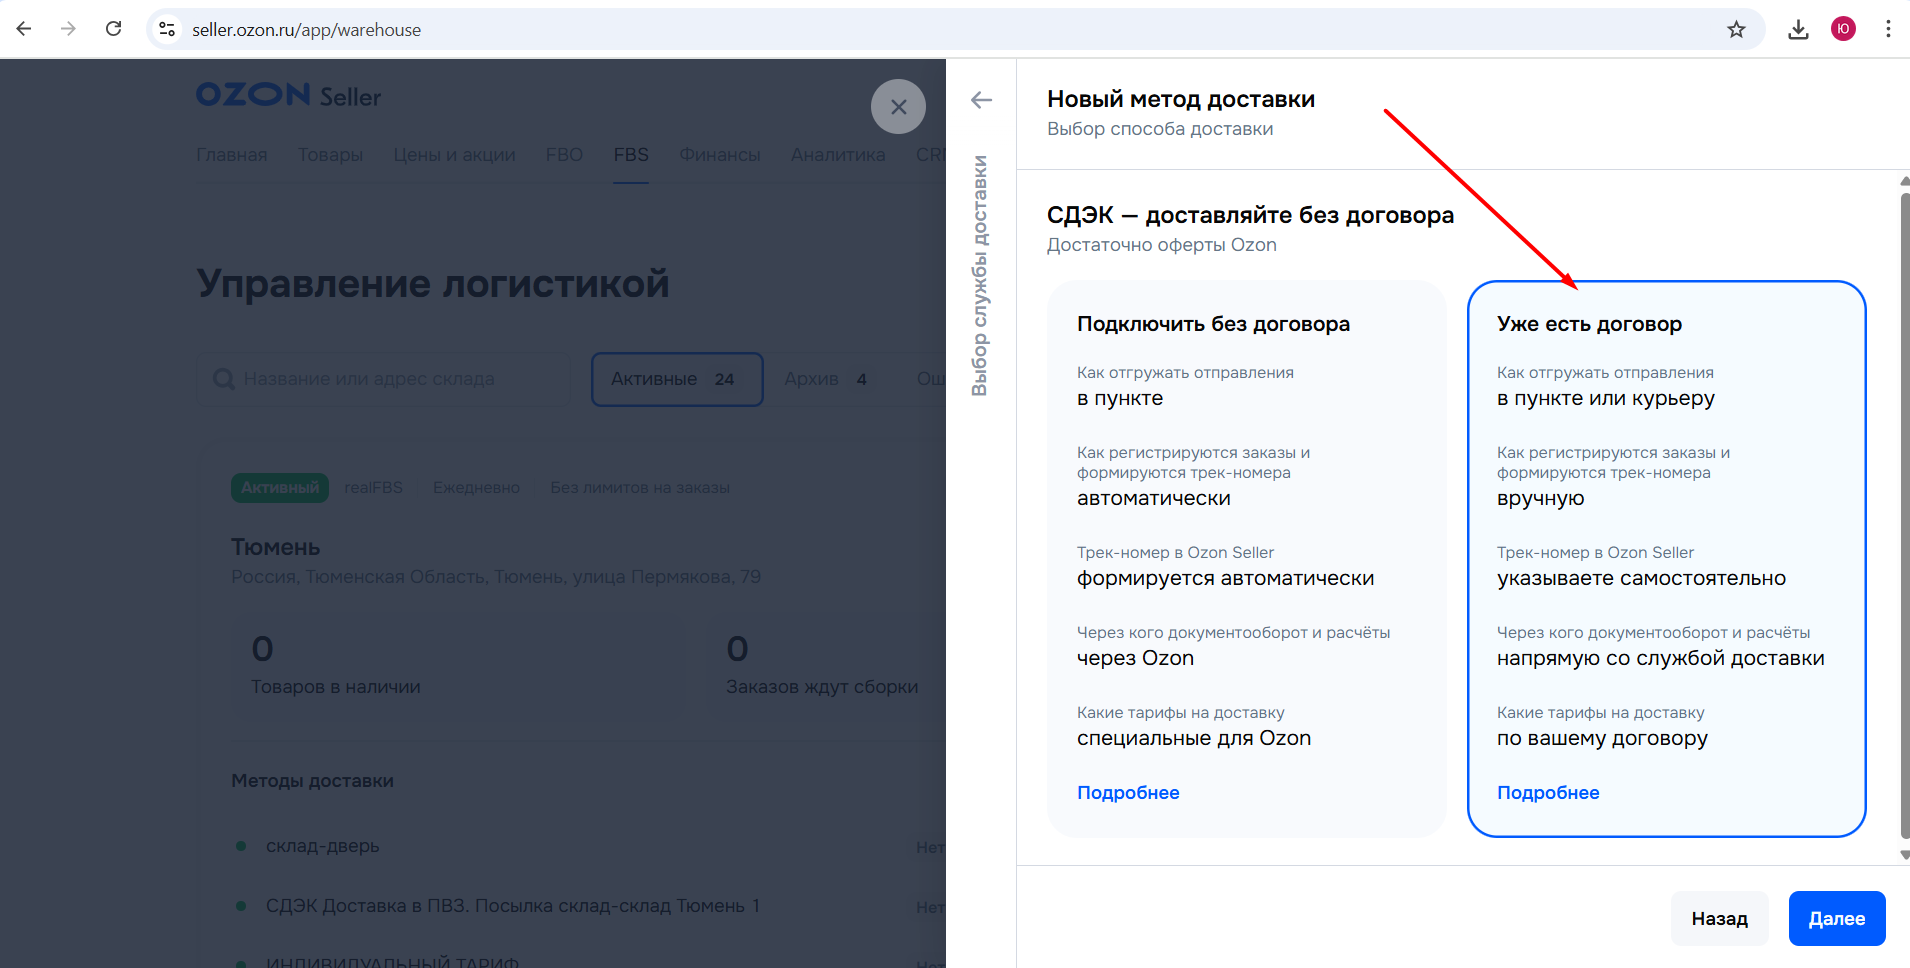 seller.ozon.ru/app/warehouse
Ю
OZON Seller
Главная Товары Цены и акции FBO FBS Финансы Аналитика
Управление логистикой
Название или адрес склада
Активные 24 Архив 4
Активный realFBS Ежедневно Без лимитов на заказы
Тюмень
Россия, Тюменская Область, Тюмень, улица Пермякова, 79
0
Товаров в наличии
0
Заказов ждут сборки
Методы доставки
склад-дверь Нет
СДЭК Доставка в ПВЗ. Посылка склад-склад Тюмень 1 Нет
ИНДИВИДУАЛЬНЫЙ ТАРИФ Нет
Выбор службы доставки
Новый метод доставки
Выбор способа доставки
СДЭК — доставляйте без договора
Достаточно оферты Ozon
Подключить без договора
Как отгружать отправления
в пункте
Как регистрируются заказы и
формируются трек-номера
автоматически
Трек-номер в Ozon Seller
формируется автоматически
Через кого документооборот и расчёты
через Ozon
Какие тарифы на доставку
специальные для Ozon
Подробнее
Уже есть договор
Как отгружать отправления
в пункте или курьеру
Как регистрируются заказы и
формируются трек-номера
вручную
Трек-номер в Ozon Seller
указываете самостоятельно
Через кого документооборот и расчёты
напрямую со службой доставки
Какие тарифы на доставку
по вашему договору
Подробнее
Назад
Далее